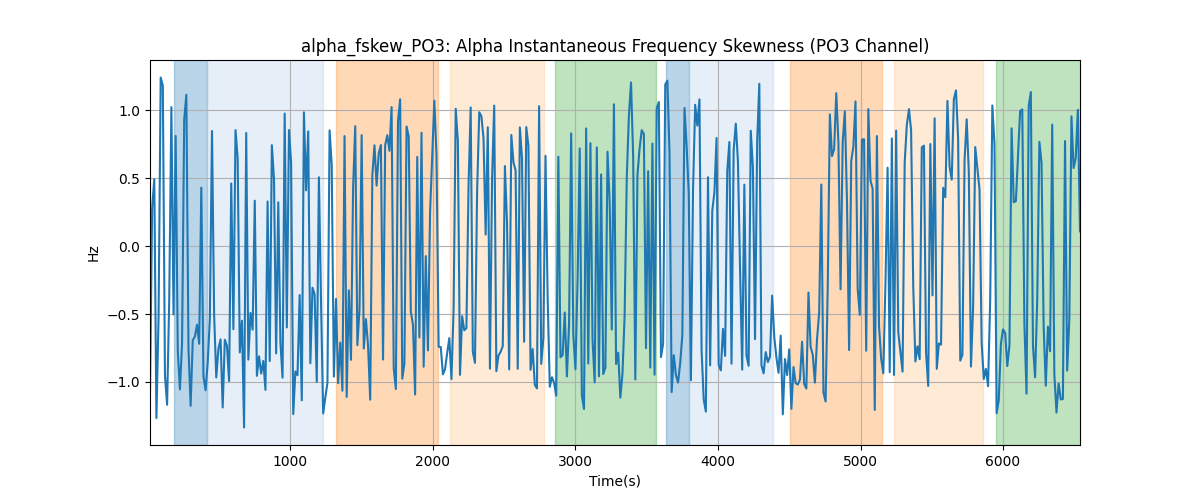 alpha_fskew_PO3: Alpha Instantaneous Frequency Skewness (PO3 Channel)
1.0
0.5
0.0
−0.5
−1.0
Hz
1000 2000 3000 4000 5000 6000
Time(s)